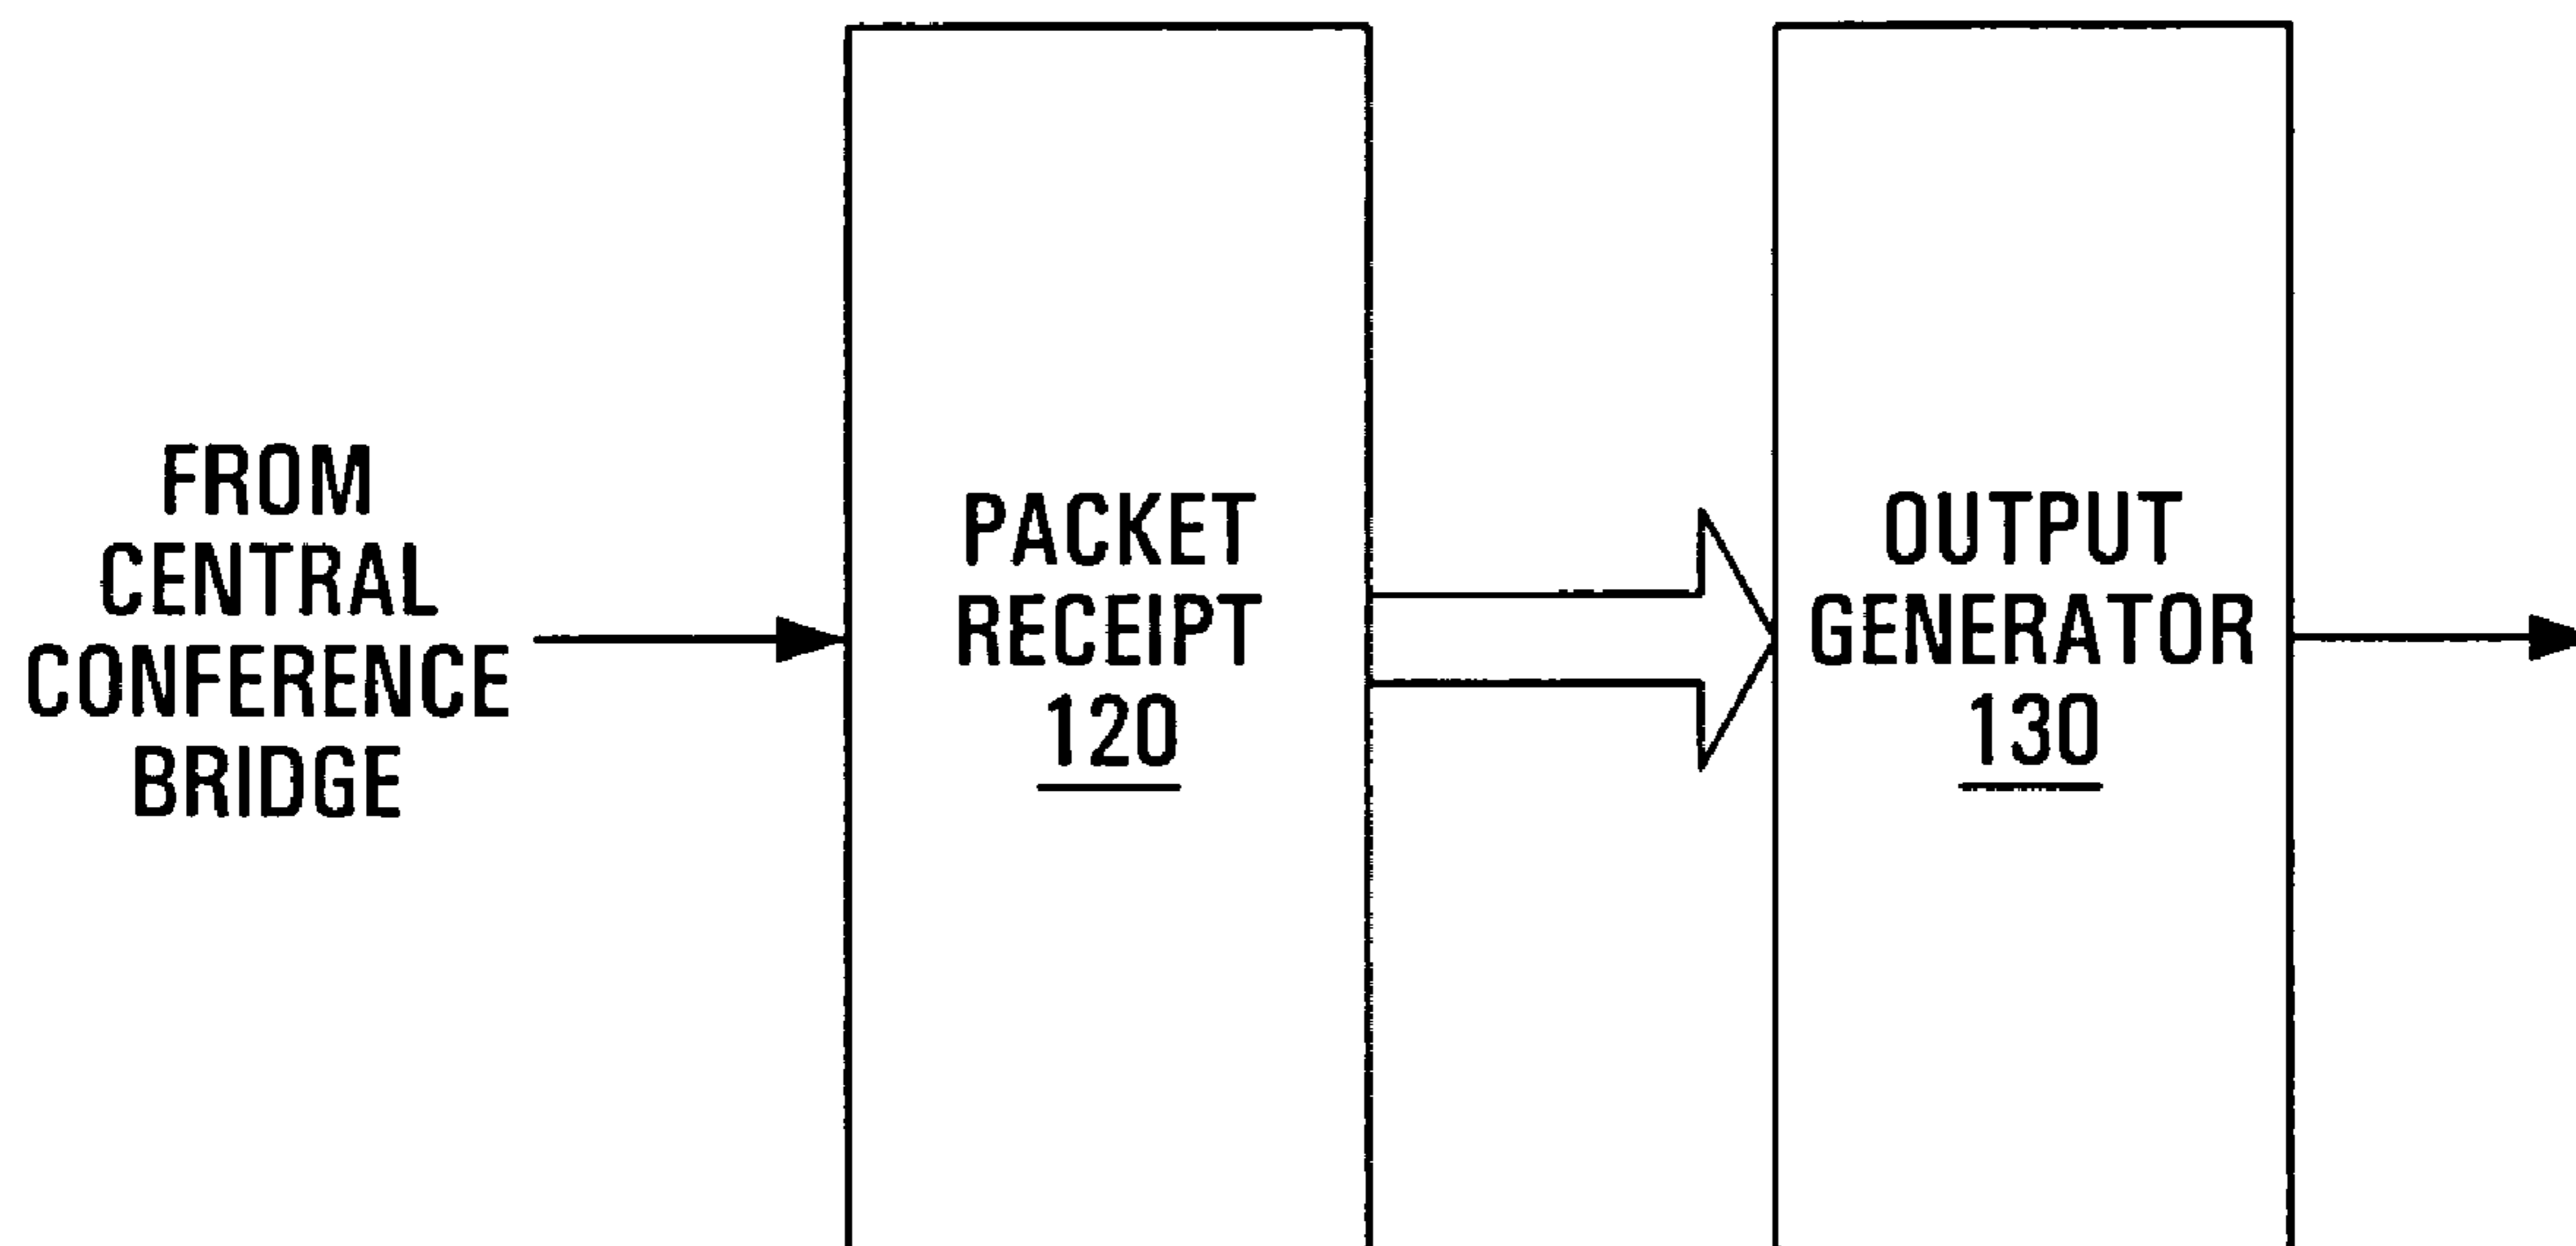 FROM
CENTRAL
CONFERENCE
BRIDGE
PACKET
RECEIPT
120
OUTPUT
GENERATOR
130